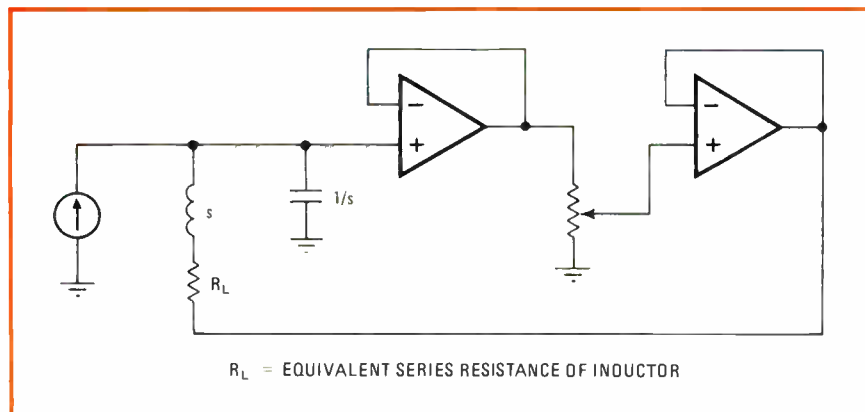 −
+
−
+
s
1/s
R_L
R_L = EQUIVALENT SERIES RESISTANCE OF INDUCTOR